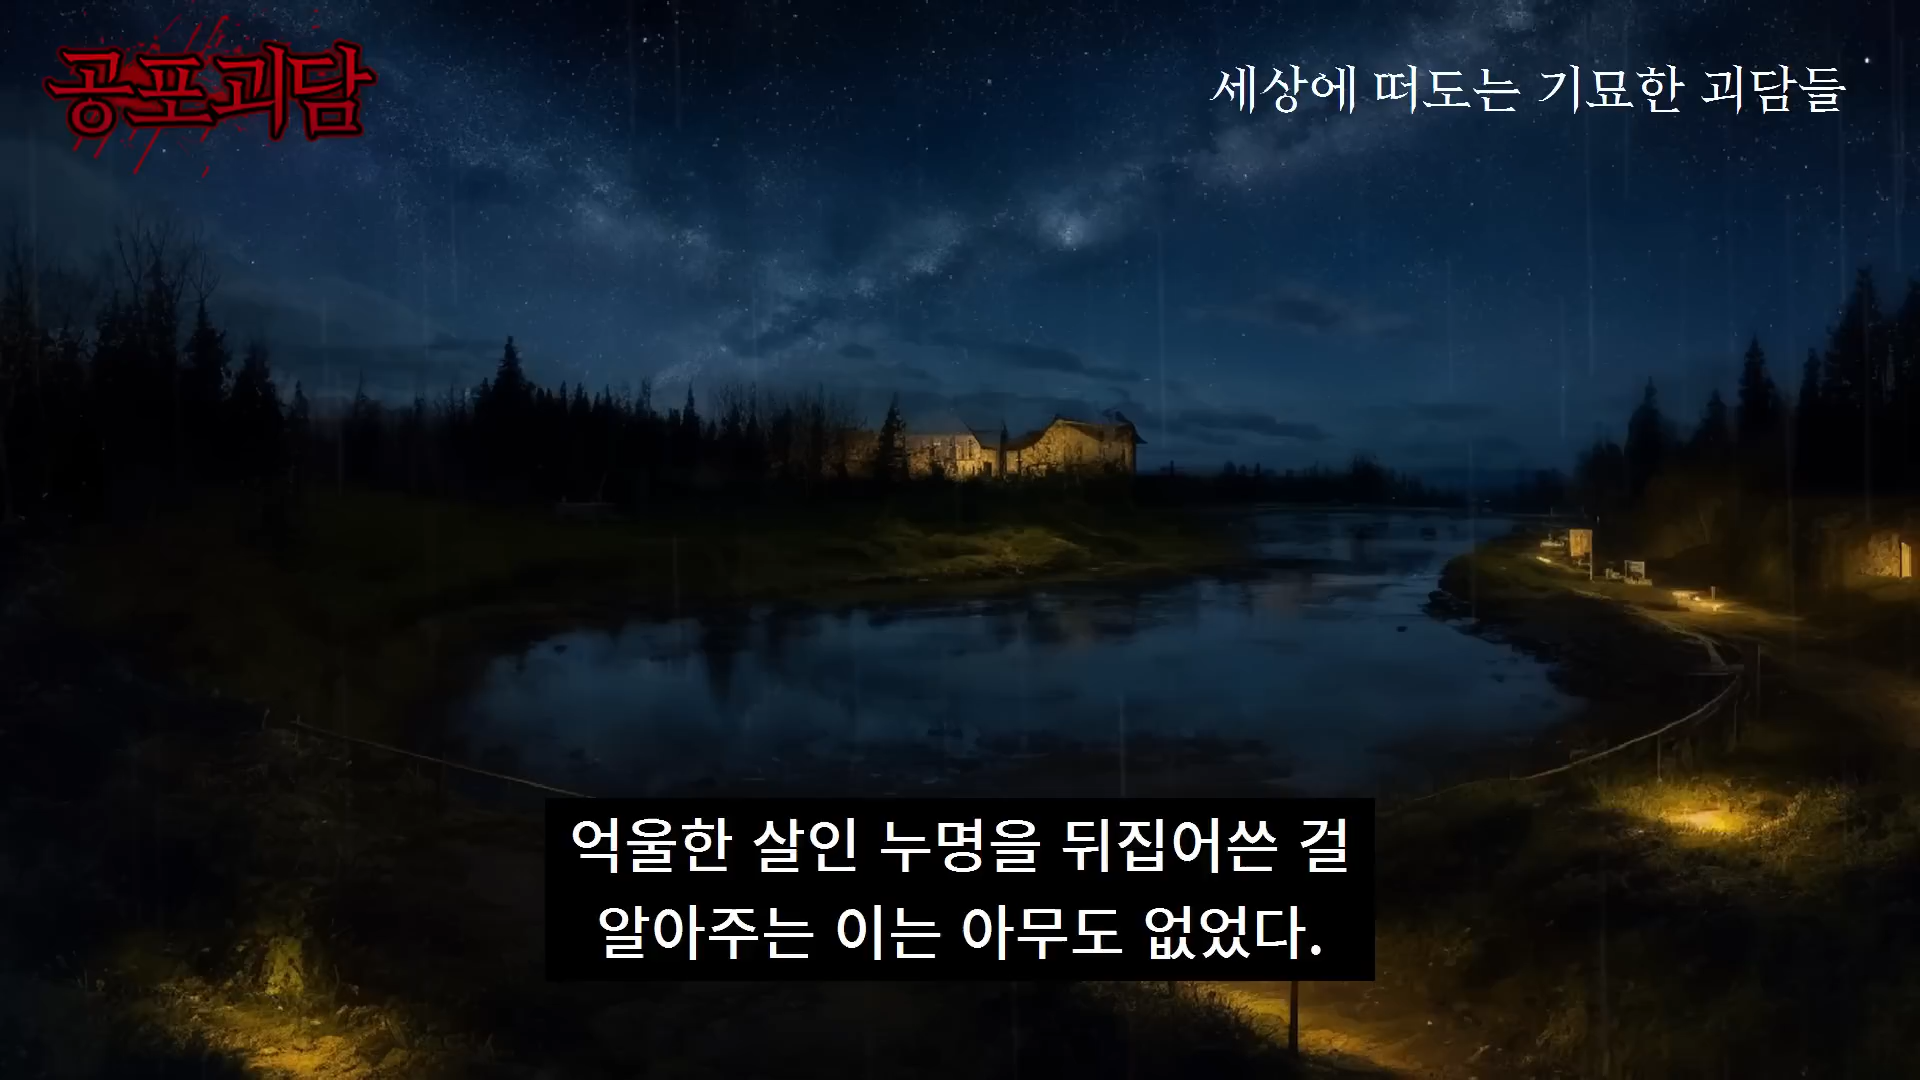 공포괴담
세상에 떠도는 기묘한 괴담들
억울한 살인 누명을 뒤집어쓴 걸
알아주는 이는 아무도 없었다.